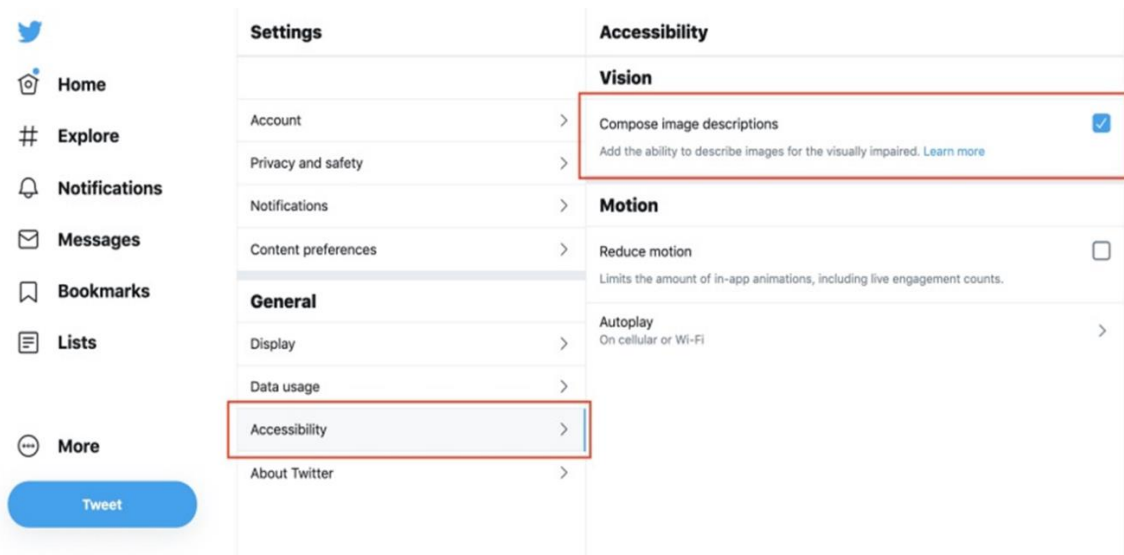 Home
Explore
Notifications
Messages
Bookmarks
Lists
More
Tweet
Settings
Account
Privacy and safety
Notifications
Content preferences
General
Display
Data usage
Accessibility
About Twitter
Accessibility
Vision
Compose image descriptions
Add the ability to describe images for the visually impaired. Learn more
Motion
Reduce motion
Limits the amount of in-app animations, including live engagement counts.
Autoplay
On cellular or Wi-Fi